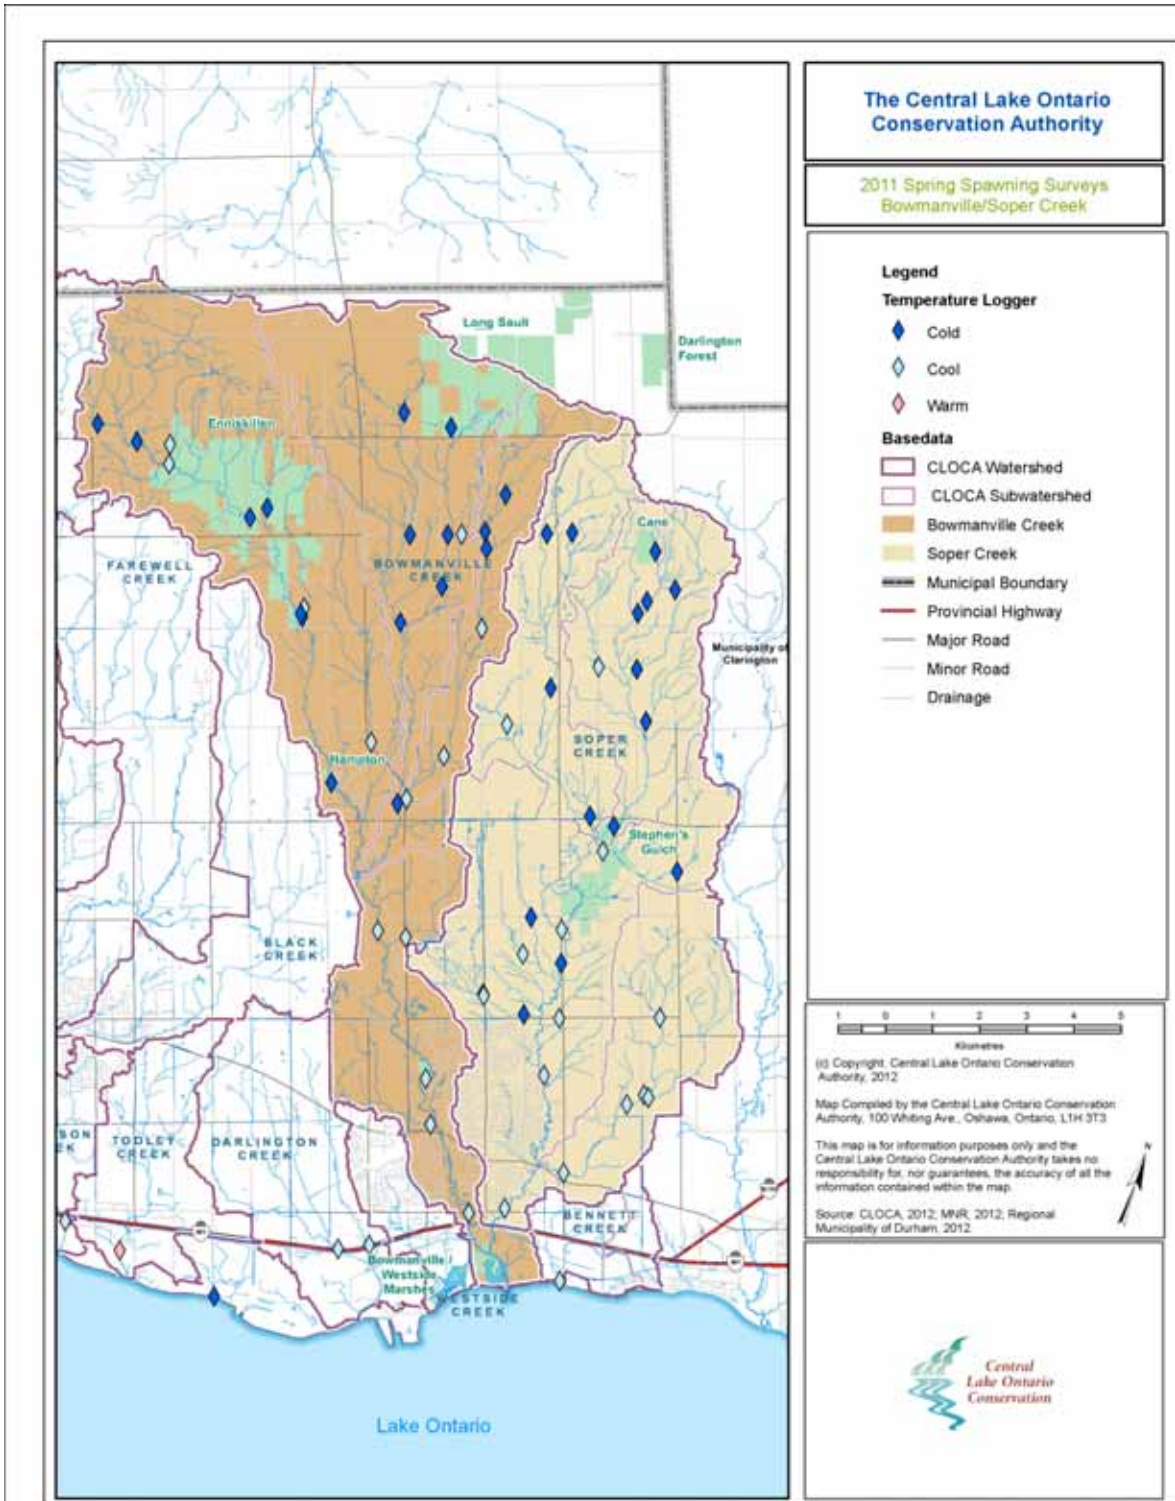 The Central Lake Ontario
Conservation Authority
2011 Spring Spawning Surveys
Bowmanville/Soper Creek
Legend
Temperature Logger
Cold
Cool
Warm
Basedata
CLOCA Watershed
CLOCA Subwatershed
Bowmanville Creek
Soper Creek
Municipal Boundary
Provincial Highway
Major Road
Minor Road
Drainage
Long Sault
Darlington
Forest
Enniskillen
Cane
FAREWELL
CREEK
BOWMANVILLE
CREEK
Municipality of
Clarington
SOPER
CREEK
Hampton
Stephen's
Gulch
BLACK
CREEK
TOOLEY
CREEK
DARLINGTON
CREEK
BENNETT
CREEK
Bowmanville /
Westside
Marshes
WESTSIDE
CREEK
Lake Ontario
1 0 1 2 3 4 5
Kilometres
(c) Copyright, Central Lake Ontario Conservation
Authority, 2012
Map Compiled by the Central Lake Ontario Conservation
Authority, 100 Whiting Ave., Oshawa, Ontario, L1H 3T3
This map is for information purposes only and the
Central Lake Ontario Conservation Authority takes no
responsibility for, nor guarantees, the accuracy of all the
information contained within the map.
Source: CLOCA, 2012; MNR, 2012; Regional
Municipality of Durham, 2012
N
Central
Lake Ontario
Conservation